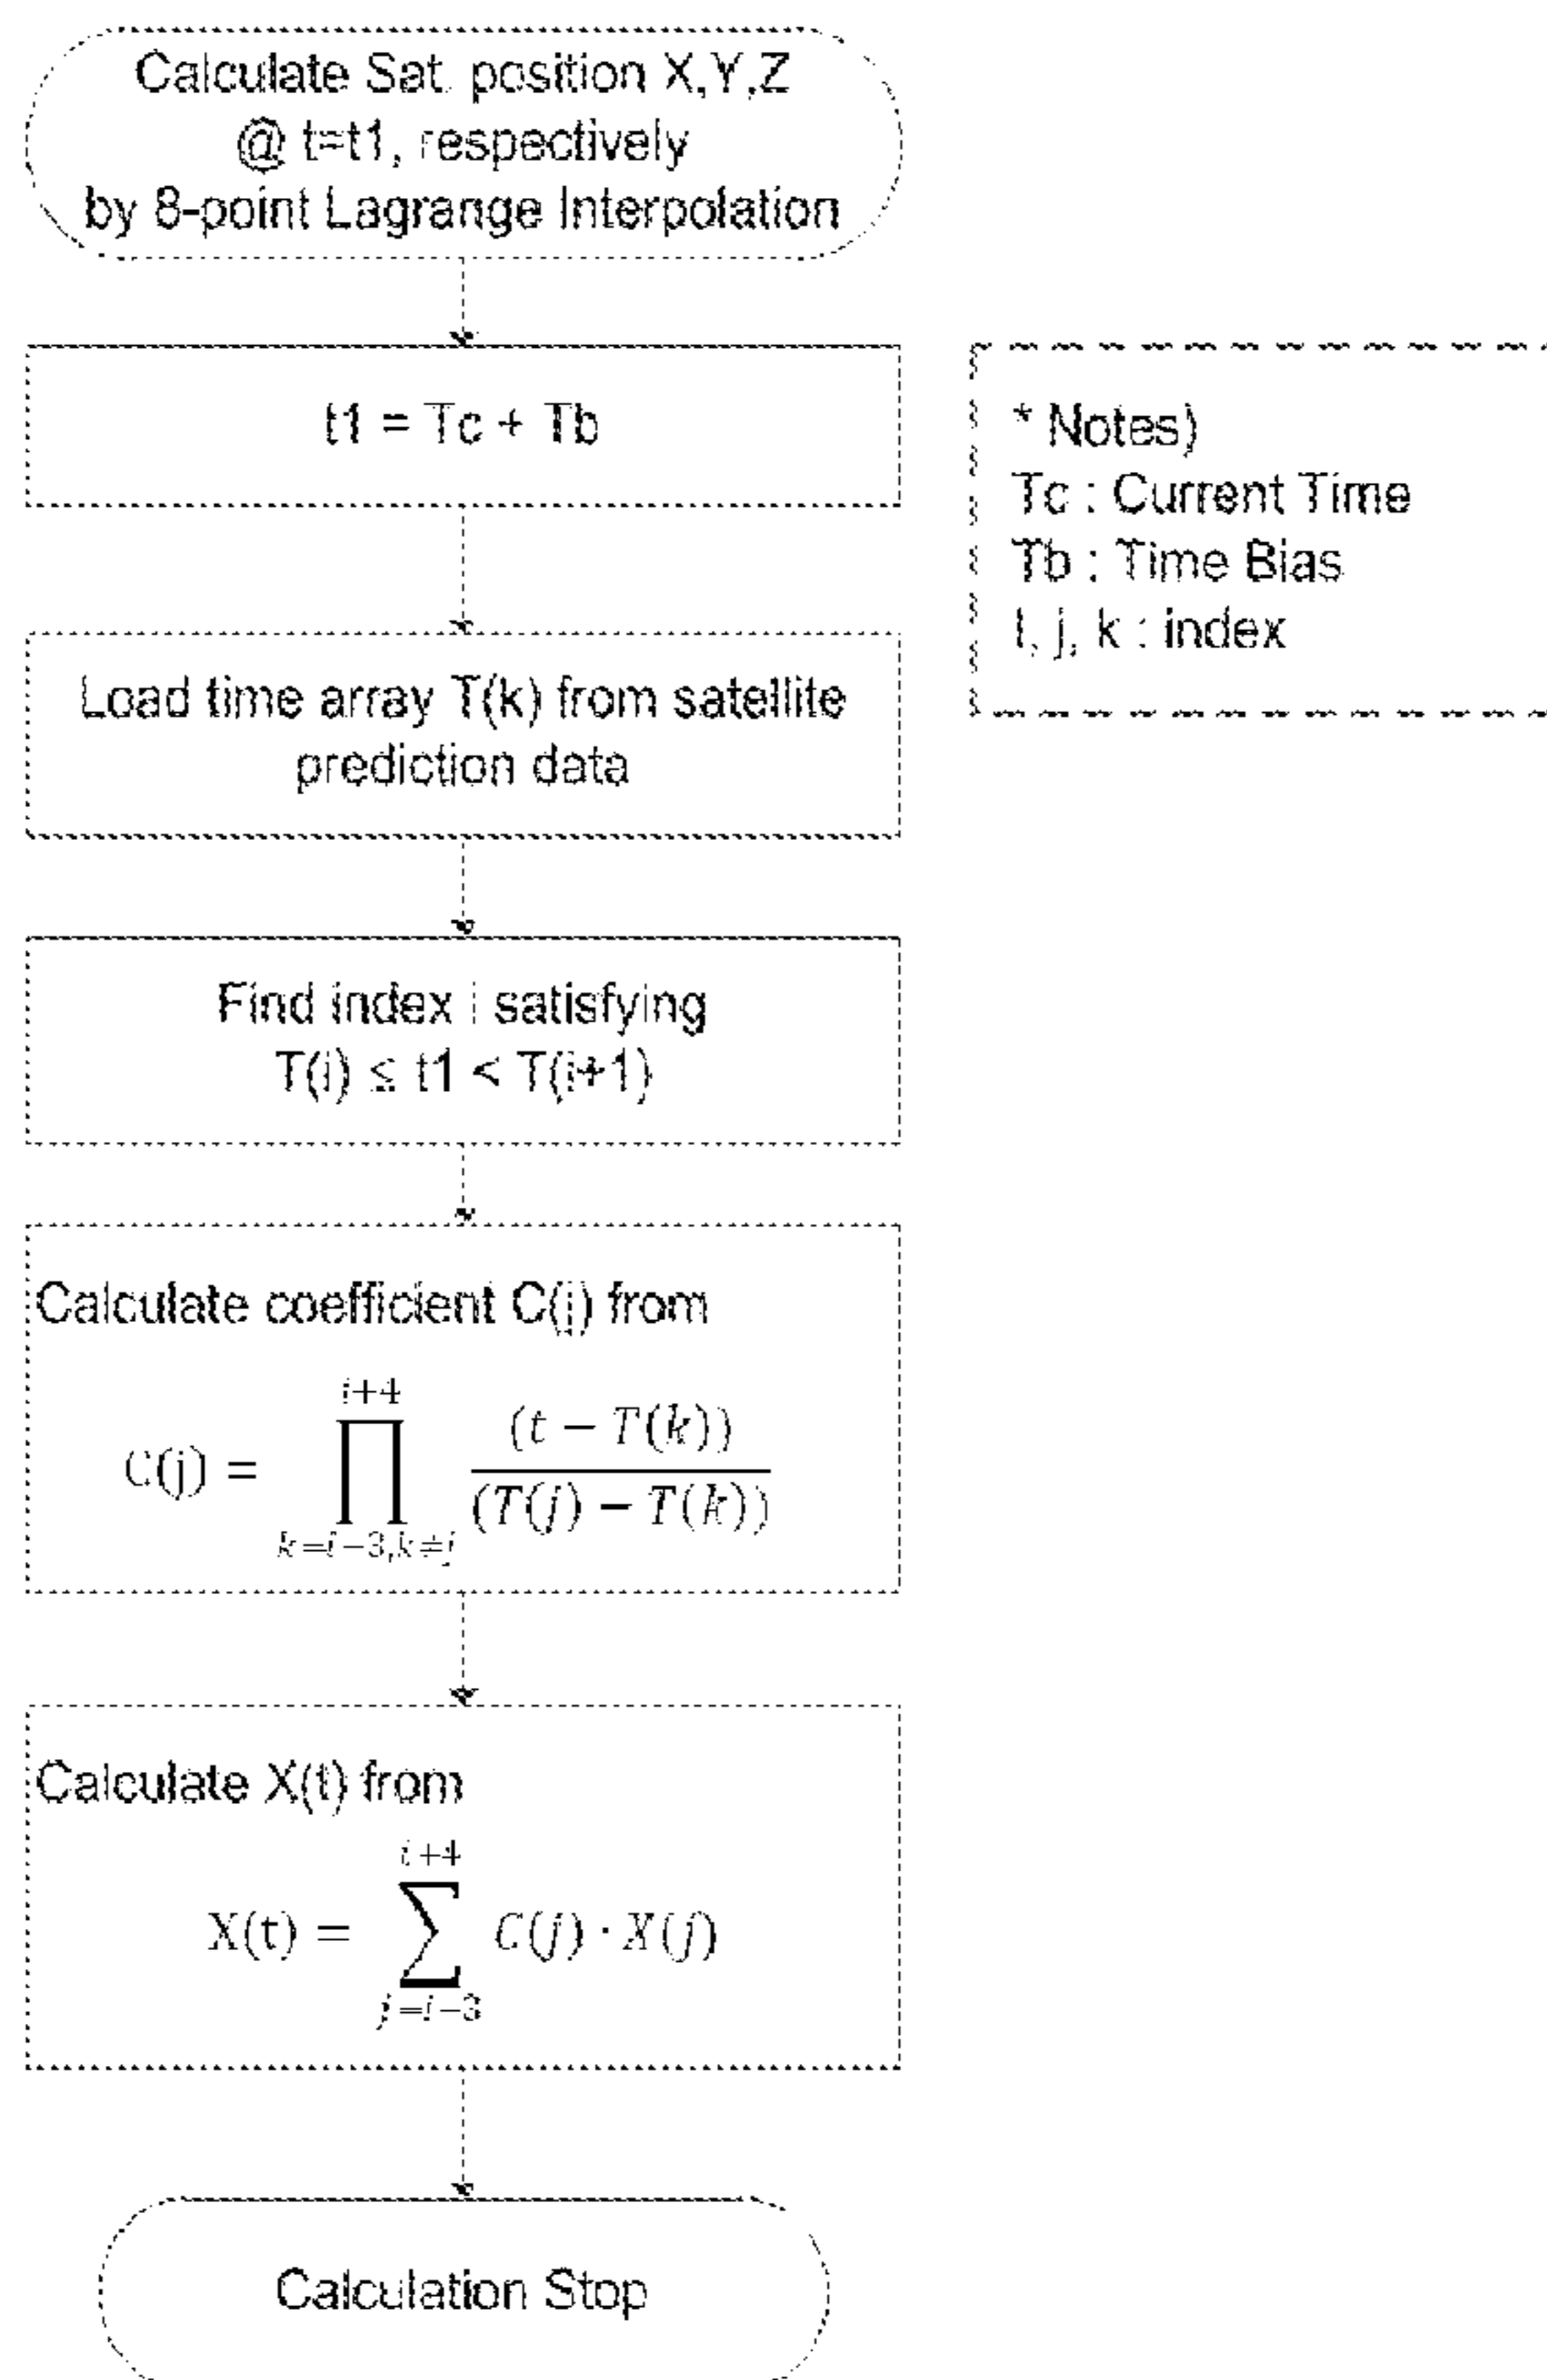 Calculate Sat. position X,Y,Z
@ t=t1, respectively
by 8-point Lagrange Interpolation
t1 = Tc + Tb
* Notes)
Tc : Current Time
Tb : Time Bias
I, j, k : index
Load time array T(k) from satellite
prediction data
Find index i satisfying
T(i) ≤ t1 < T(i+1)
Calculate coefficient C(j) from
C(j) = ∏_{k=i−3,k≠j}^{i+4} (t − T(k)) / (T(j) − T(k))
Calculate X(t) from
X(t) = ∑_{j=i−3}^{i+4} C(j) · X(j)
Calculation Stop